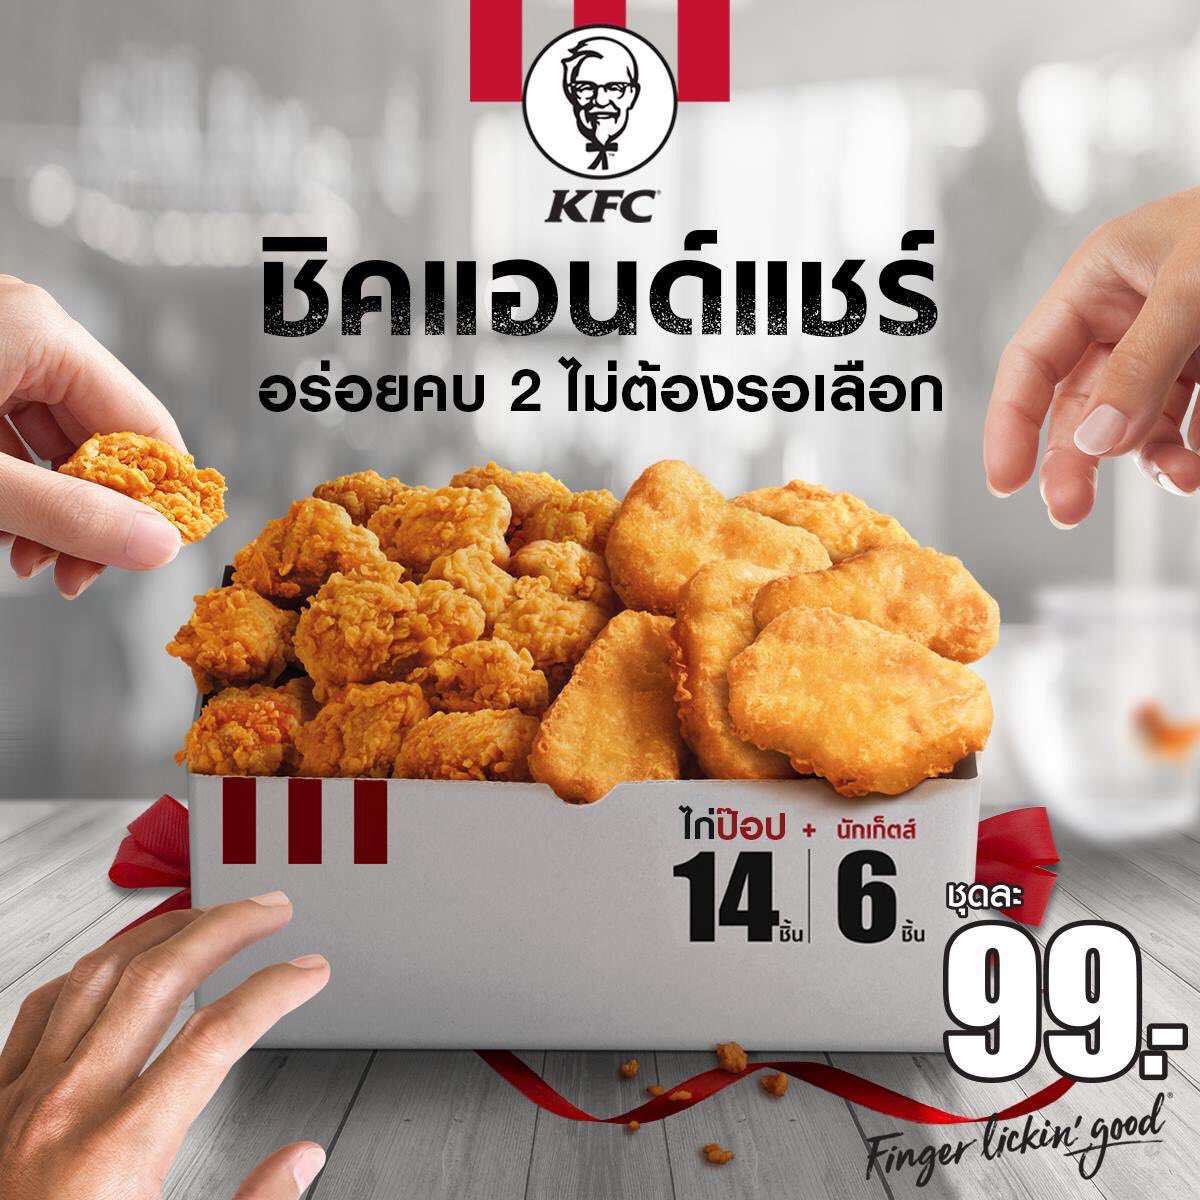 KFC
ชิคแอนด์แชร์
อร่อยครบ 2 ไม่ต้องรอเลือก
ไก่ป๊อป + นักเก็ตส์
14 ชิ้น 6 ชิ้น
ชุดละ
99.-
Finger lickin' good